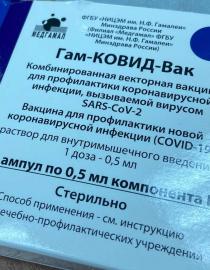 МЕДГАМАЛ
ФГБУ «НИЦЭМ им. Н.Ф. Гамалеи»
Минздрава России
(Филиал «Медгамал» ФГБУ
«НИЦЭМ им. Н.Ф. Гамалеи»
Минздрава России)
Гам-КОВИД-Вак
Комбинированная векторная вакци
для профилактики коронавирусной
инфекции, вызываемой вирусом
SARS-CoV-2
Вакцина для профилактики новой
коронавирусной инфекции (COVID-19
раствор для внутримышечного введени
1 доза - 0,5 мл
ампул по 0,5 мл компонента
Стерильно
Способ применения - см. инструкцию
лечебно-профилактических учреждений